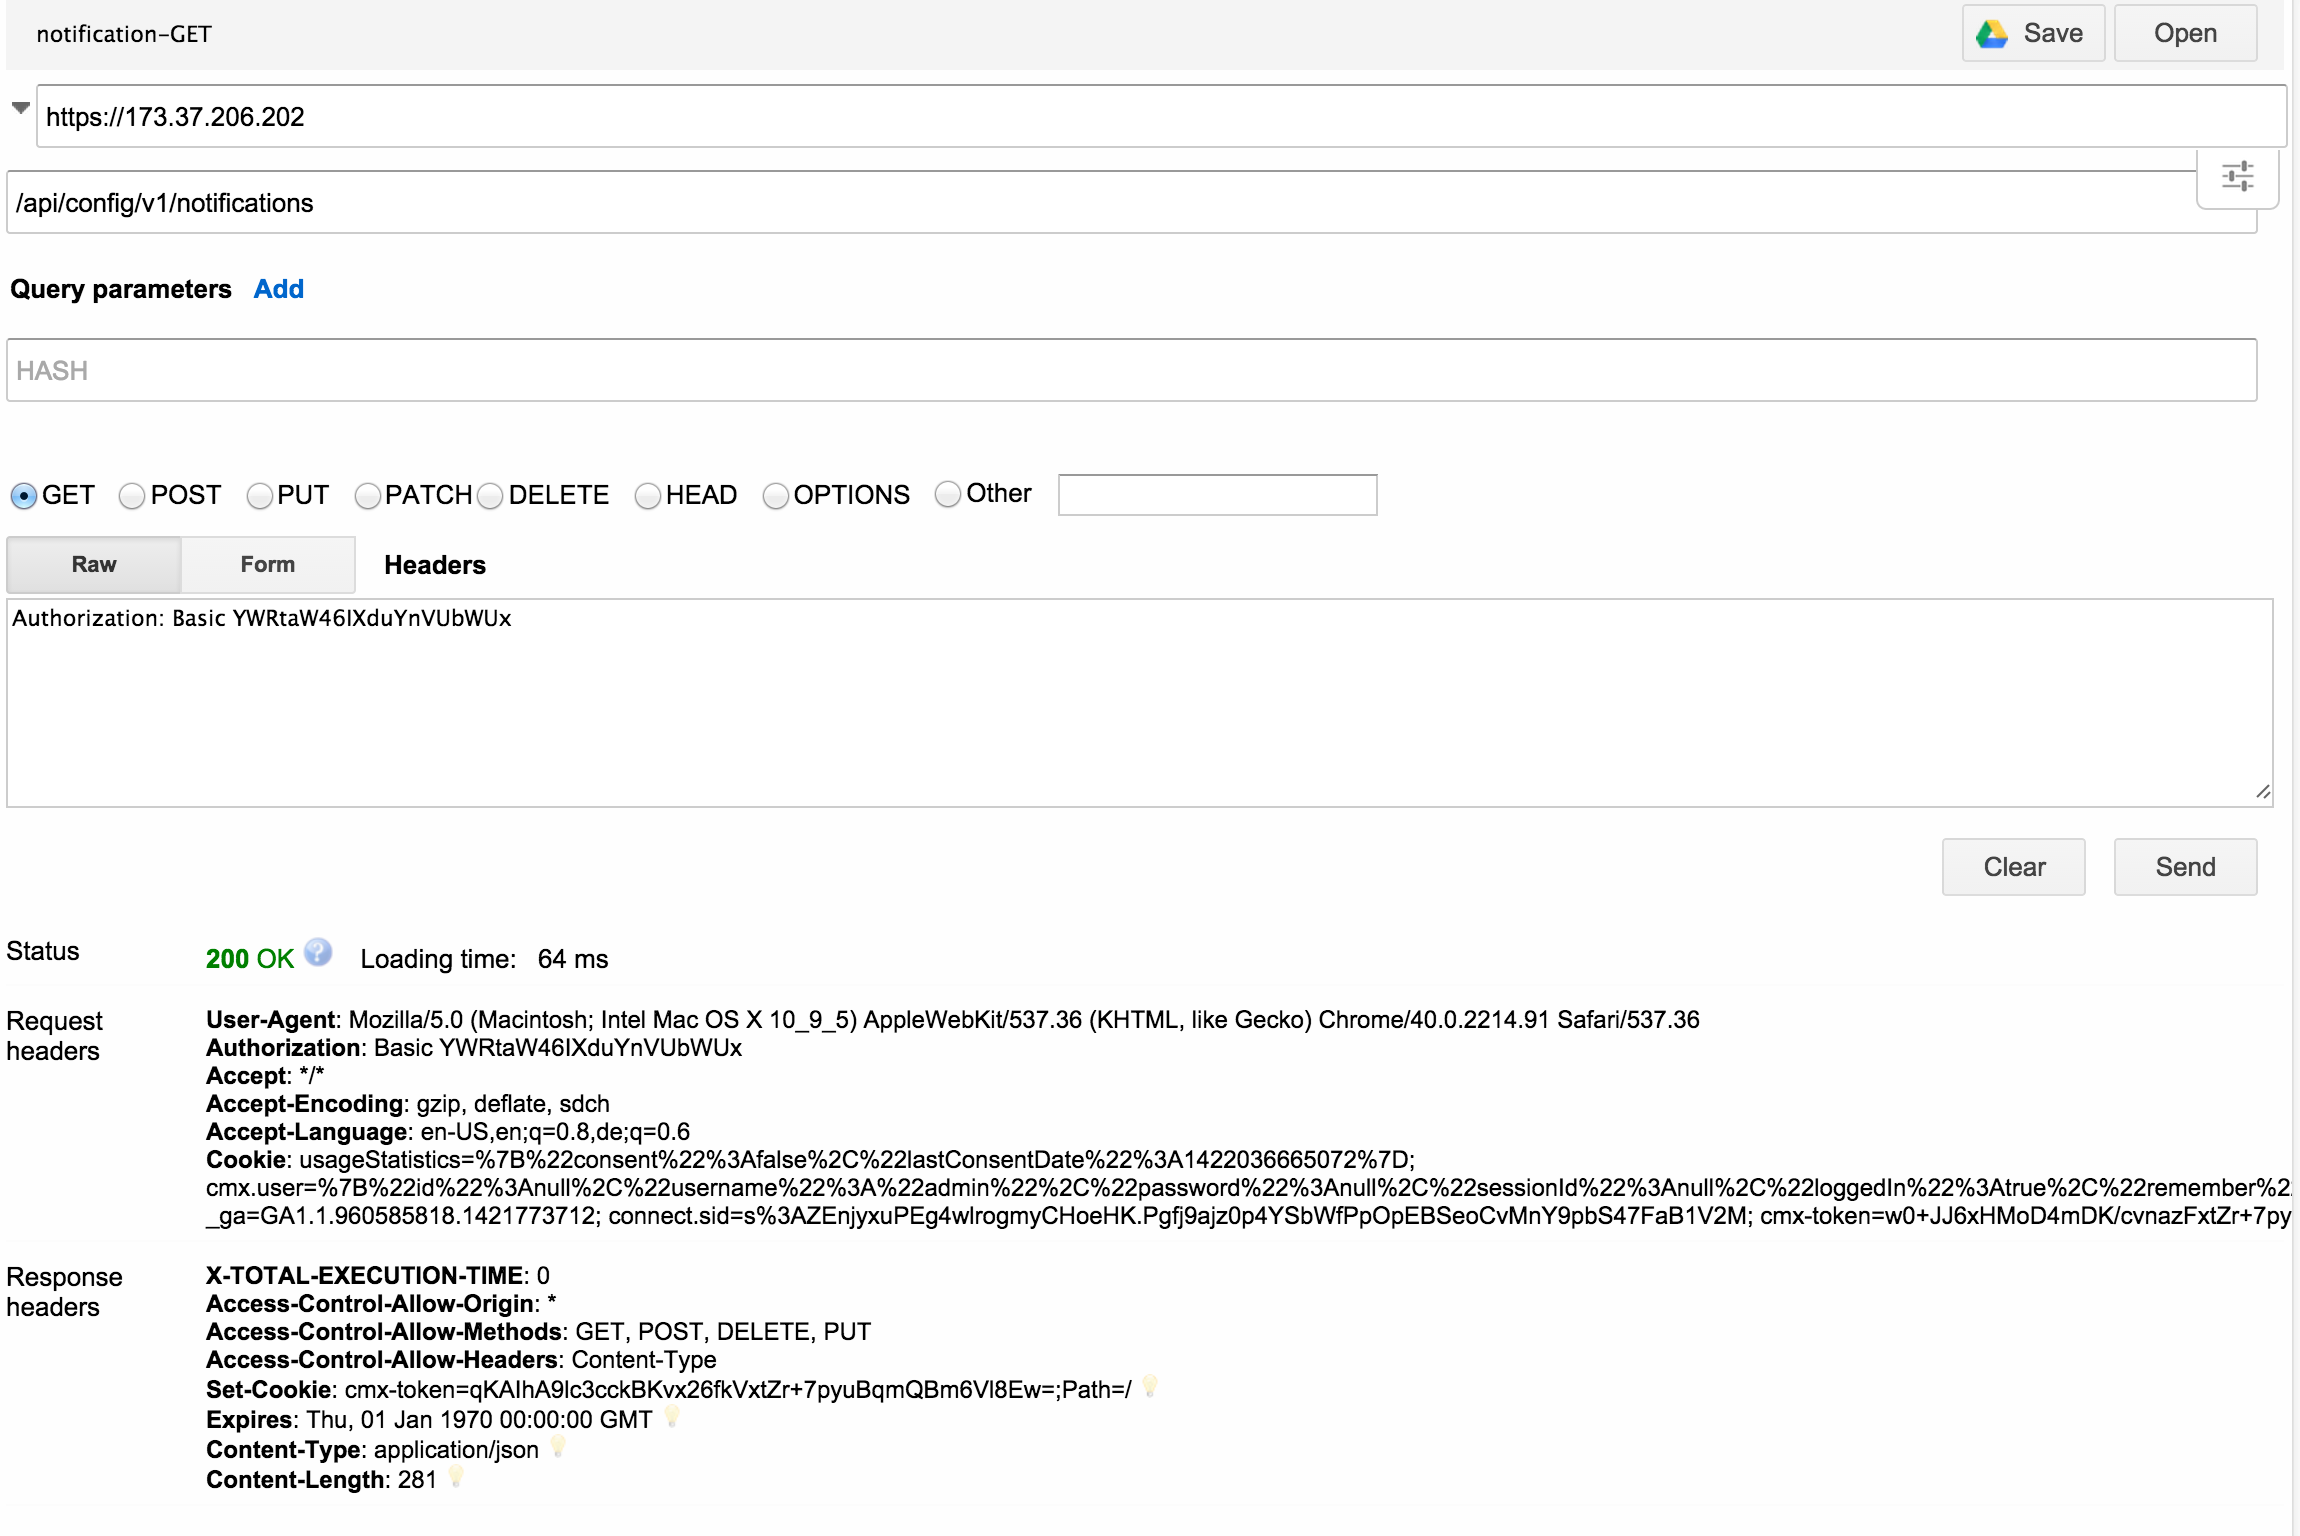 notification-GET
Save
Open
https://173.37.206.202
/api/config/v1/notifications
Query parameters Add
HASH
GET POST PUT PATCH DELETE HEAD OPTIONS Other
Raw Form Headers
Authorization: Basic YWRtaW46IXduYnVUbWUx
Clear Send
Status 200 OK ? Loading time: 64 ms
Request headers
User-Agent: Mozilla/5.0 (Macintosh; Intel Mac OS X 10_9_5) AppleWebKit/537.36 (KHTML, like Gecko) Chrome/40.0.2214.91 Safari/537.36
Authorization: Basic YWRtaW46IXduYnVUbWUx
Accept: */*
Accept-Encoding: gzip, deflate, sdch
Accept-Language: en-US,en;q=0.8,de;q=0.6
Cookie: usageStatistics=%7B%22consent%22%3Afalse%2C%22lastConsentDate%22%3A1422036665072%7D;
cmx.user=%7B%22id%22%3Anull%2C%22username%22%3A%22admin%22%2C%22password%22%3Anull%2C%22sessionId%22%3Anull%2C%22loggedIn%22%3Atrue%2C%22remember%2
_ga=GA1.1.960585818.1421773712; connect.sid=s%3AZEnjyxuPEg4wlrogmyCHoeHK.Pgfj9ajz0p4YSbWfPpOpEBSeoCvMnY9pbS47FaB1V2M; cmx-token=w0+JJ6xHMoD4mDK/cvnazFxtZr+7py
Response headers
X-TOTAL-EXECUTION-TIME: 0
Access-Control-Allow-Origin: *
Access-Control-Allow-Methods: GET, POST, DELETE, PUT
Access-Control-Allow-Headers: Content-Type
Set-Cookie: cmx-token=qKAIhA9lc3cckBKvx26fkVxtZr+7pyuBqmQBm6Vl8Ew=;Path=/
Expires: Thu, 01 Jan 1970 00:00:00 GMT
Content-Type: application/json
Content-Length: 281